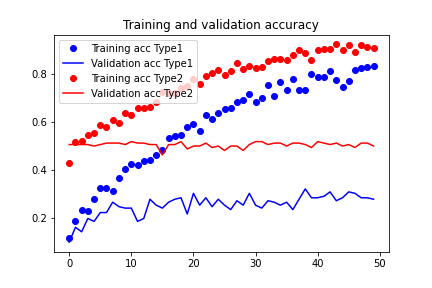 Training and validation accuracy
Training acc Type1
Validation acc Type1
Training acc Type2
Validation acc Type2
0.8
0.6
0.4
0.2
0 10 20 30 40 50